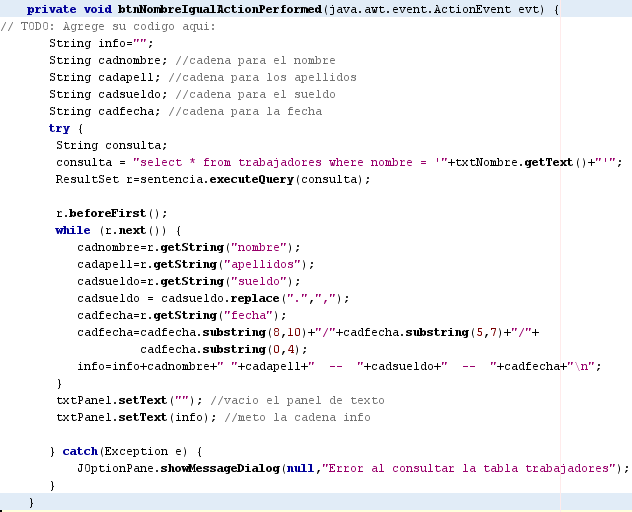 private void btnNombreIgualActionPerformed(java.awt.event.ActionEvent evt) {
// TODO: Agrege su codigo aqui:
String info="";
String cadnombre; //cadena para el nombre
String cadapell; //cadena para los apellidos
String cadsueldo; //cadena para el sueldo
String cadfecha; //cadena para la fecha
try {
String consulta;
consulta = "select * from trabajadores where nombre = '"+txtNombre.getText()+"'";
ResultSet r=sentencia.executeQuery(consulta);
r.beforeFirst();
while (r.next()) {
cadnombre=r.getString("nombre");
cadapell=r.getString("apellidos");
cadsueldo=r.getString("sueldo");
cadsueldo = cadsueldo.replace(".",",");
cadfecha=r.getString("fecha");
cadfecha=cadfecha.substring(8,10)+"/"+cadfecha.substring(5,7)+"/"+
cadfecha.substring(0,4);
info=info+cadnombre+" "+cadapell+"  --  "+cadsueldo+"  --  "+cadfecha+"\n";
}
txtPanel.setText(""); //vacio el panel de texto
txtPanel.setText(info); //meto la cadena info
} catch(Exception e) {
JOptionPane.showMessageDialog(null,"Error al consultar la tabla trabajadores");
}
}